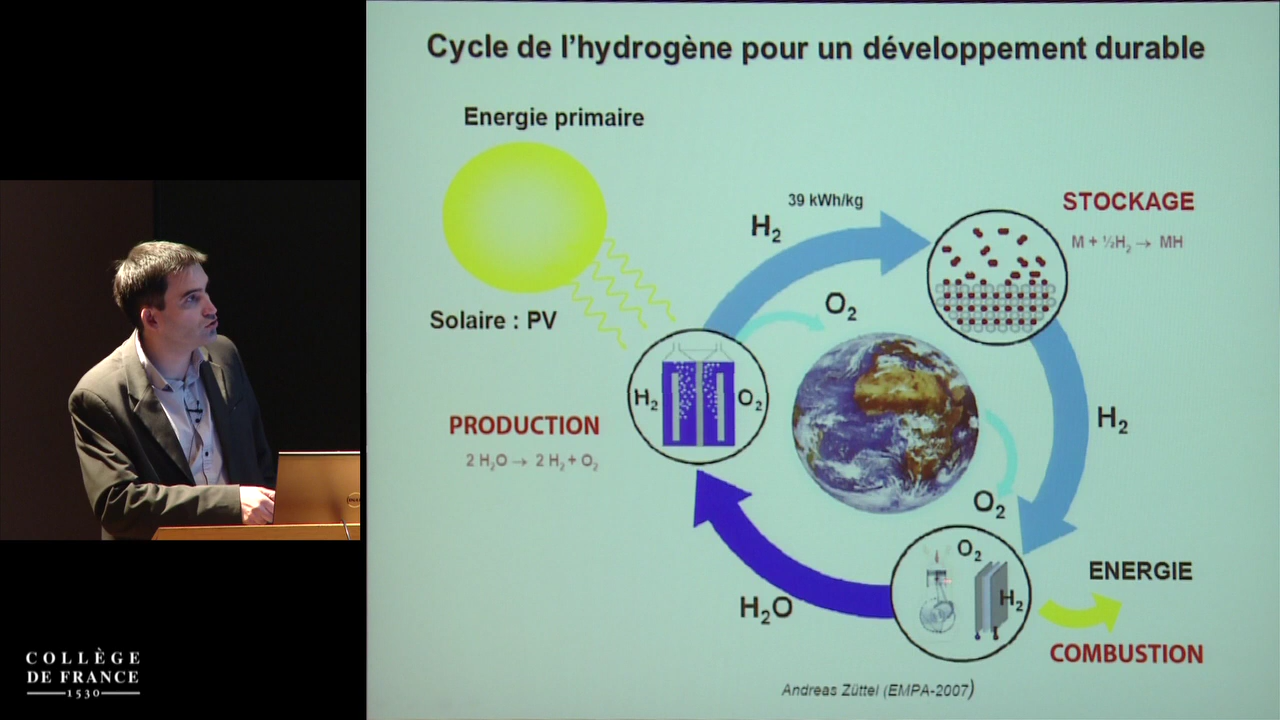 Cycle de l'hydrogène pour un développement durable
Energie primaire
39 kWh/kg
H₂
STOCKAGE
M + ½H₂ → MH
O₂
Solaire : PV
H₂
O₂
PRODUCTION
2 H₂O → 2 H₂ + O₂
H₂
O₂
O₂
H₂
ENERGIE
H₂O
COMBUSTION
Andreas Züttel (EMPA-2007)
COLLÈGE
DE FRANCE
1530